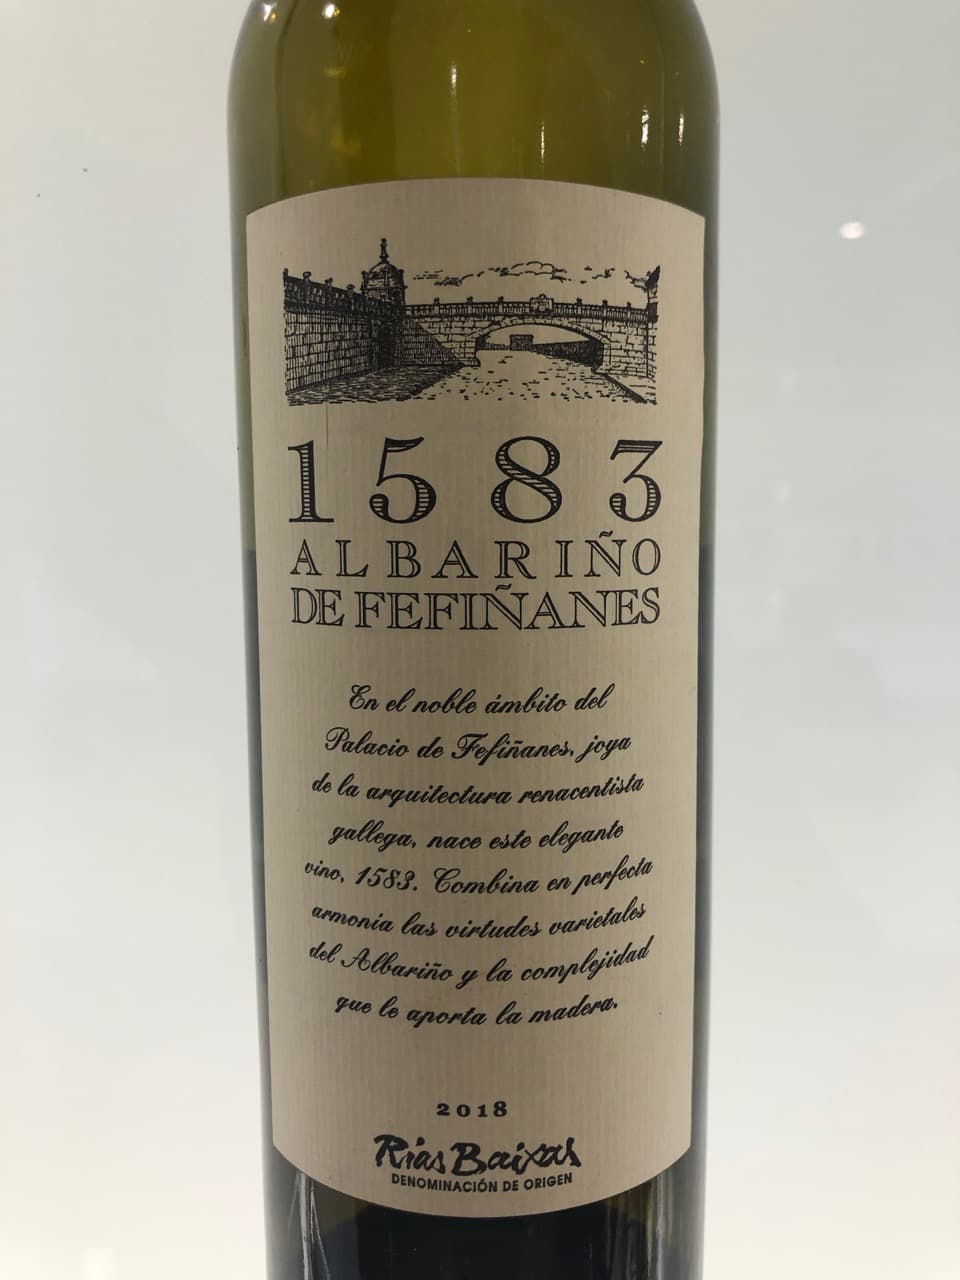 1583
ALBARIÑO
DE FEFIÑANES
En el noble ámbito del
Palacio de Fefiñanes, joya
de la arquitectura renacentista
gallega, nace este elegante
vino, 1583. Combina en perfecta
armonía las virtudes varietales
del Albariño y la complejidad
que le aporta la madera.
2018
Rías Baixas
DENOMINACIÓN DE ORIGEN